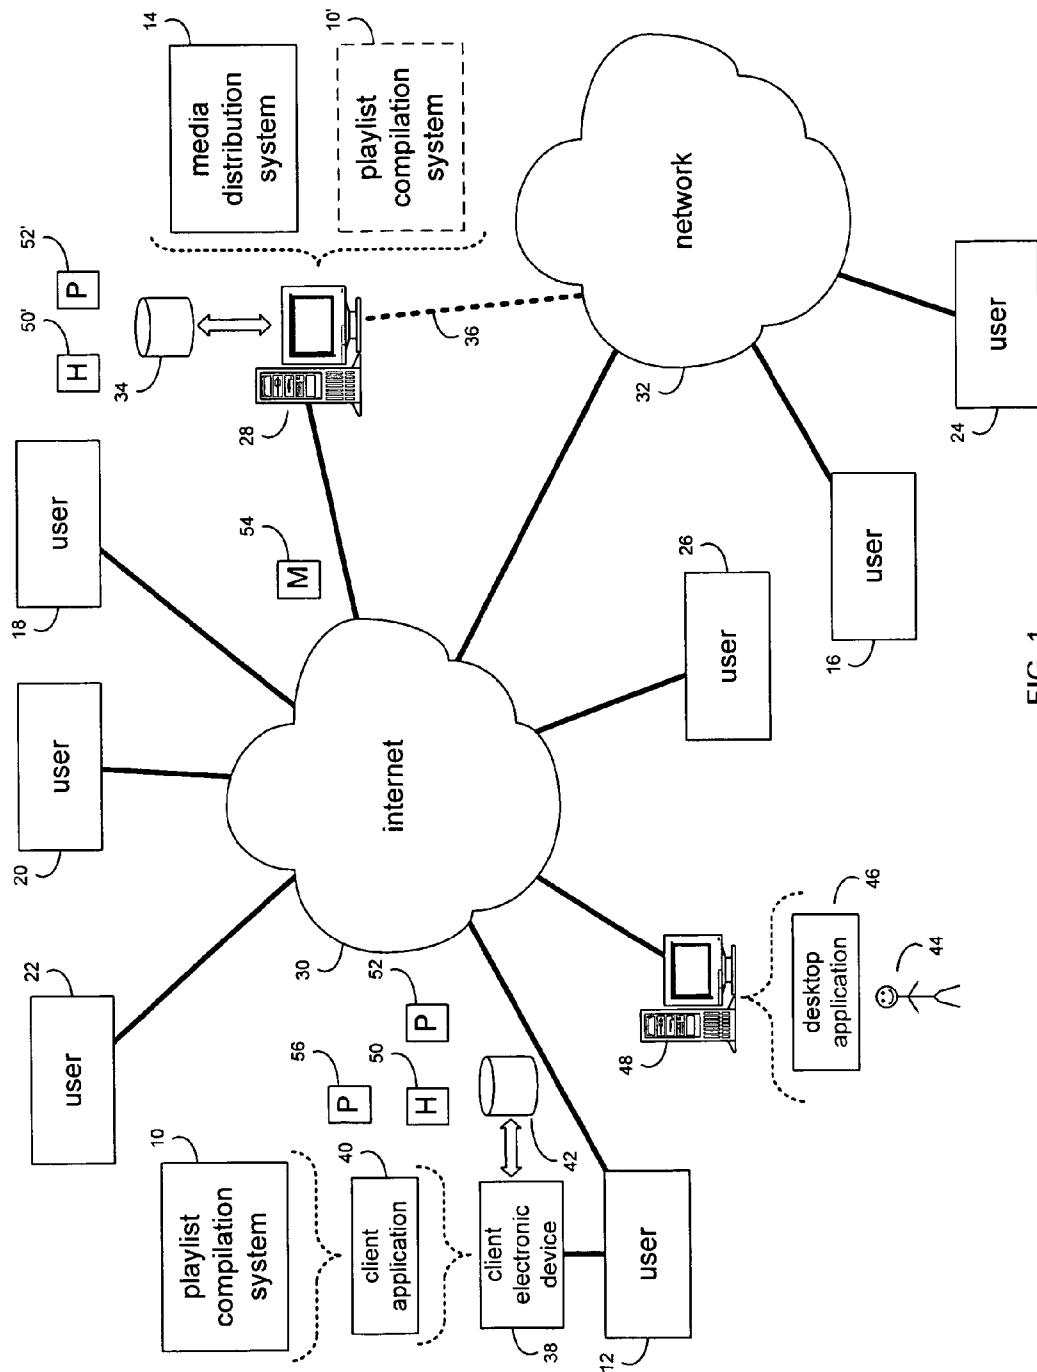 22
20
18
50'
52'
14
10'
user
user
user
H
P
34
media
distribution
system
playlist
compilation
system
10
playlist
compilation
system
28
54
M
56
P
30
40
client
application
50
H
52
P
internet
36
38
client
electronic
device
42
12
user
48
46
desktop
application
44
26
user
32
network
16
user
24
user
FIG. 1